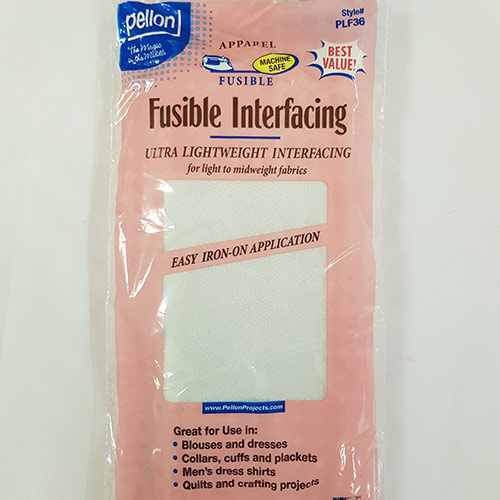 pellon
The Magic
in the Middle
Style#
PLF36
APPAREL
MACHINE
SAFE
FUSIBLE
BEST
VALUE!
Fusible Interfacing
ULTRA LIGHTWEIGHT INTERFACING
for light to midweight fabrics
EASY IRON-ON APPLICATION
www.PellonProjects.com
Great for Use in:
• Blouses and dresses
• Collars, cuffs and plackets
• Men's dress shirts
• Quilts and crafting projects